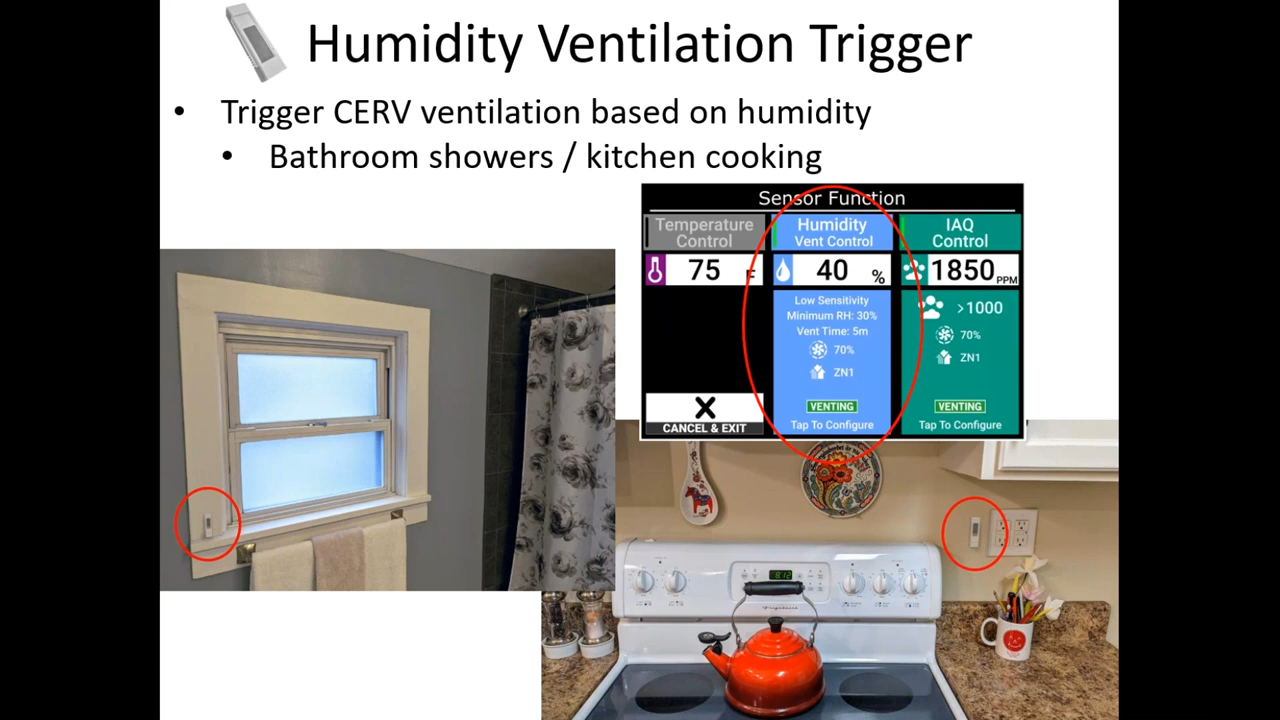 Humidity Ventilation Trigger
• Trigger CERV ventilation based on humidity
• Bathroom showers / kitchen cooking
Sensor Function
Temperature Control
75 F
CANCEL & EXIT
Humidity
Vent Control
40 %
Low Sensitivity
Minimum RH: 30%
Vent Time: 5m
70%
ZN1
VENTING
Tap To Configure
IAQ
Control
1850 PPM
>1000
70%
ZN1
VENTING
Tap To Configure